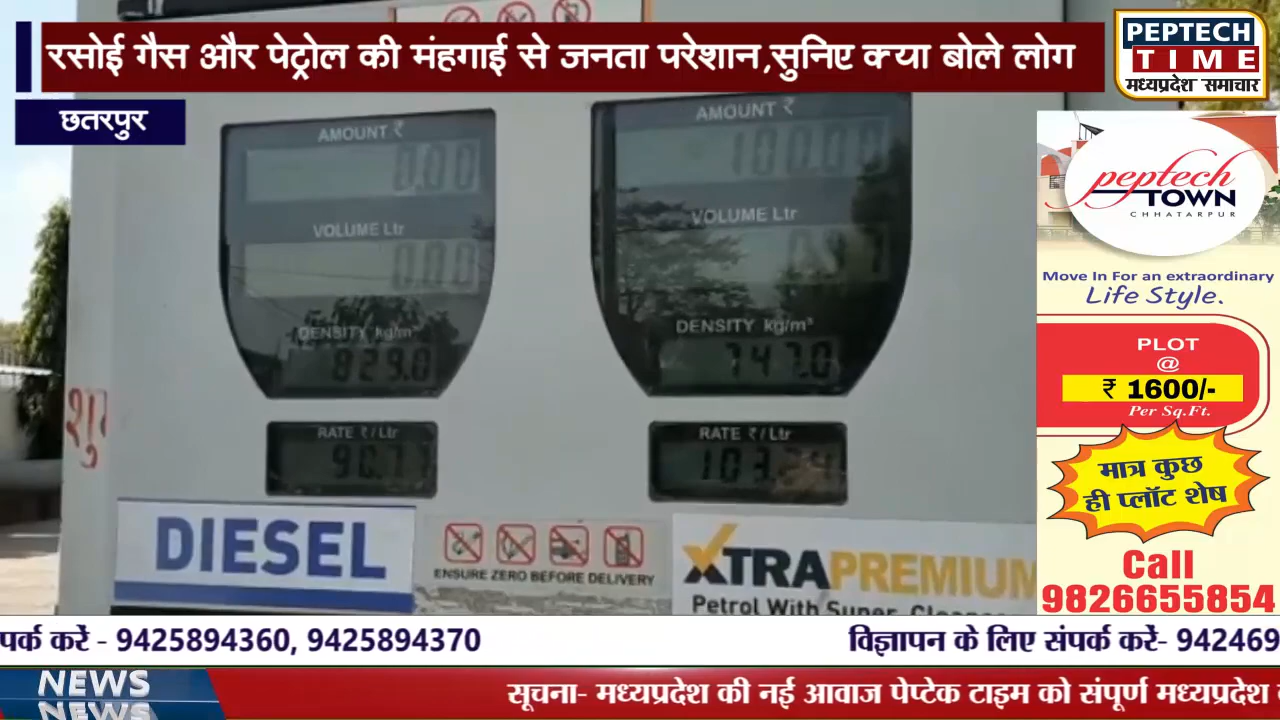 रसोई गैस और पेट्रोल की मंहगाई से जनता परेशान,सुनिए क्या बोले लोग
PEPTECH
TIME
मध्यप्रदेश समाचार
छतरपुर
AMOUNT ₹
0.00
VOLUME Ltr
0.00
DENSITY kg/m³
829.0
RATE ₹/Ltr
AMOUNT ₹
100.00
VOLUME Ltr
DENSITY kg/m³
747.0
RATE ₹/Ltr
DIESEL
ENSURE ZERO BEFORE DELIVERY
XTRAPREMIUM
Petrol With Super
peptech
TOWN
CHHATARPUR
Move In For an extraordinary
Life Style.
PLOT
@
₹ 1600/-
Per Sq.Ft.
मात्र कुछ
ही प्लॉट शेष
Call
9826655854
पर्क करें - 9425894360, 9425894370
विज्ञापन के लिए संपर्क करें- 942469
NEWS
NEWS
सूचना- मध्यप्रदेश की नई आवाज पेप्टेक टाइम को संपूर्ण मध्यप्रदेश